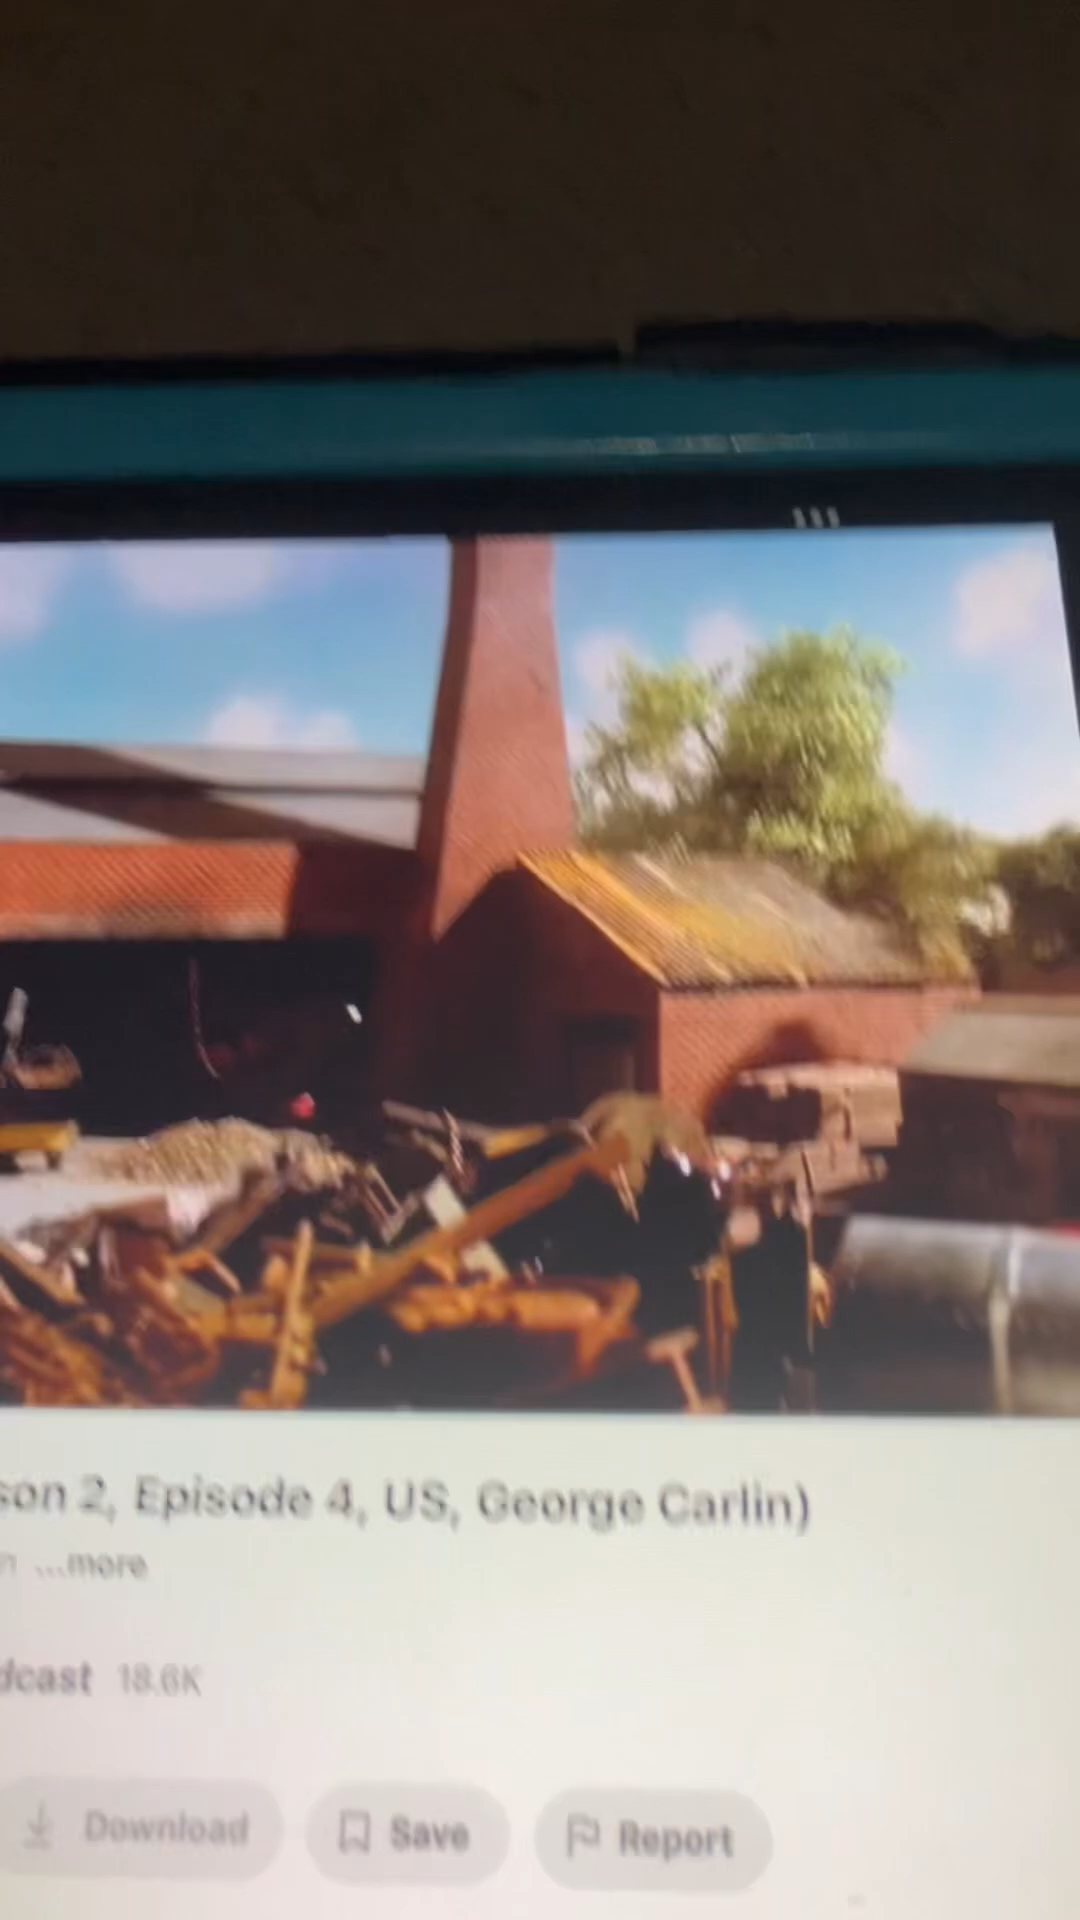 son 2, Episode 4, US, George Carlin)
...more
dcast 18.6K
Download Save Report